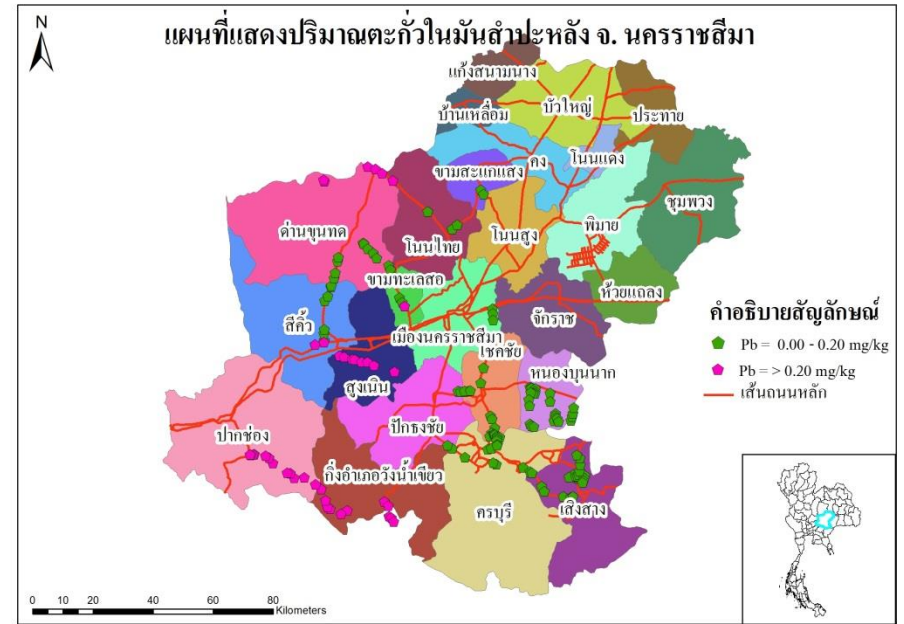 แผนที่แสดงปริมาณตะกั่วในมันสำปะหลัง จ. นครราชสีมา
N
แก้งสนามนาง
บัวใหญ่
บ้านเหลื่อม
ประทาย
โนนแดง
คง
ขามสะแกแสง
ชุมพวง
พิมาย
ด่านขุนทด
โนนไทย
โนนสูง
ขามทะเลสอ
ห้วยแถลง
สีคิ้ว
จักราช
เมืองนครราชสีมา
โชคชัย
หนองบุนนาก
สูงเนิน
ปักธงชัย
ปากช่อง
กิ่งอำเภอวังน้ำเขียว
ครบุรี
เสิงสาง
คำอธิบายสัญลักษณ์
Pb = 0.00 - 0.20 mg/kg
Pb = > 0.20 mg/kg
เส้นถนนหลัก
0 10 20 40 60 80
Kilometers